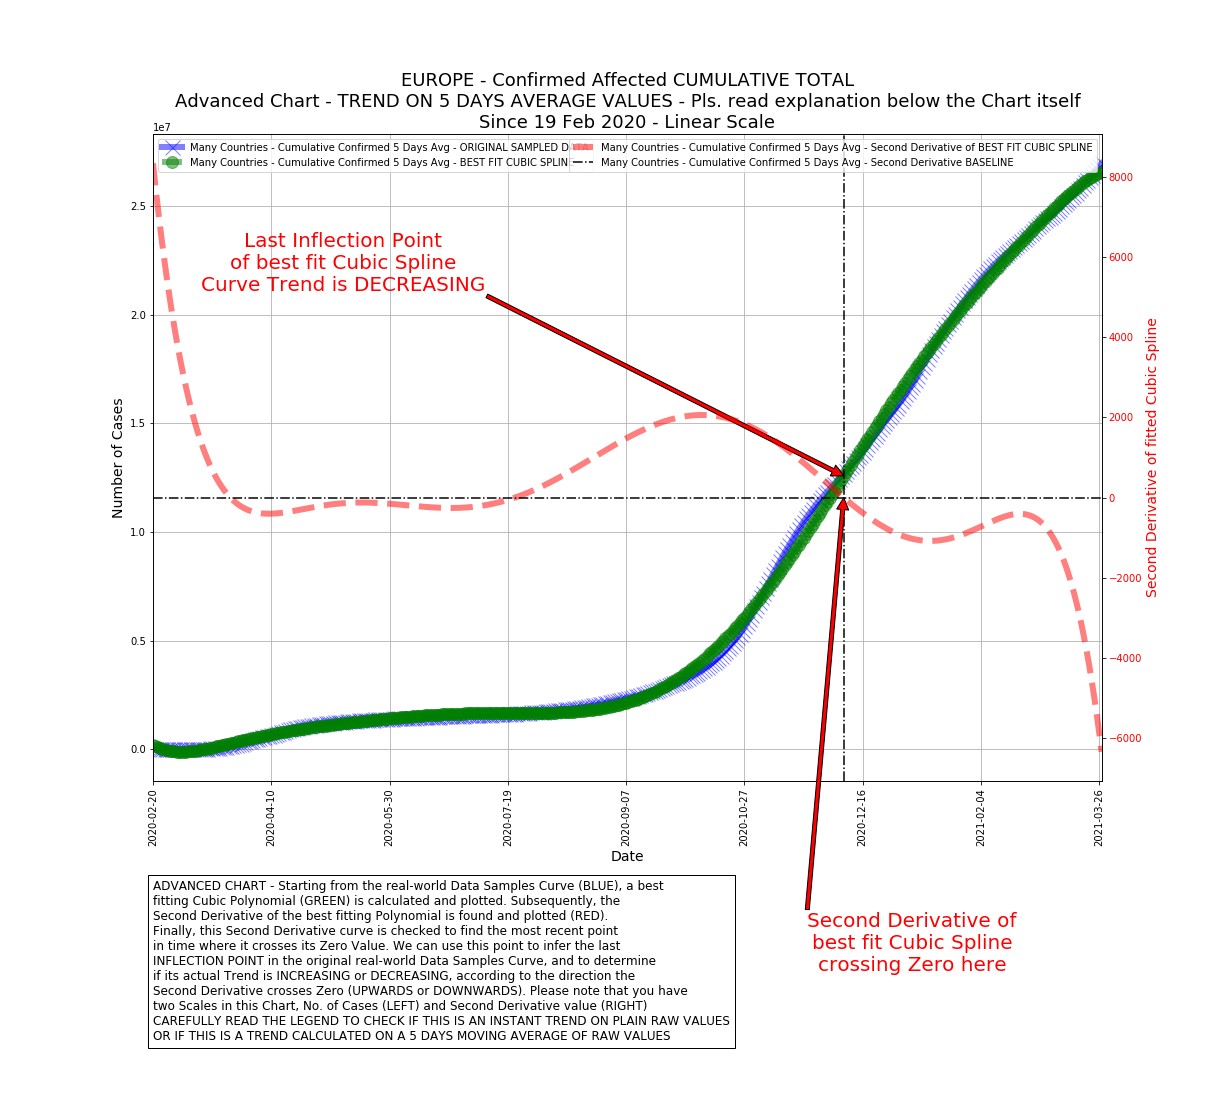 EUROPE - Confirmed Affected CUMULATIVE TOTAL
Advanced Chart - TREND ON 5 DAYS AVERAGE VALUES - Pls. read explanation below the Chart itself
Since 19 Feb 2020 - Linear Scale
1e7
Many Countries - Cumulative Confirmed 5 Days Avg - ORIGINAL SAMPLED
Many Countries - Cumulative Confirmed 5 Days Avg - BEST FIT CUBIC SPLIN
Many Countries - Cumulative Confirmed 5 Days Avg - Second Derivative of BEST FIT CUBIC SPLINE
Many Countries - Cumulative Confirmed 5 Days Avg - Second Derivative BASELINE
Last Inflection Point
of best fit Cubic Spline
Curve Trend is DECREASING
Number of Cases
2.5
2.0
1.5
1.0
0.5
0.0
8000
6000
4000
2000
0
−2000
−4000
−6000
Second Derivative of fitted Cubic Spline
2020-02-20
2020-04-10
2020-05-30
2020-07-19
2020-09-07
2020-10-27
2020-12-16
2021-02-04
2021-03-26
Date
ADVANCED CHART - Starting from the real-world Data Samples Curve (BLUE), a best
fitting Cubic Polynomial (GREEN) is calculated and plotted. Subsequently, the
Second Derivative of the best fitting Polynomial is found and plotted (RED).
Finally, this Second Derivative curve is checked to find the most recent point
in time where it crosses its Zero Value. We can use this point to infer the last
INFLECTION POINT in the original real-world Data Samples Curve, and to determine
if its actual Trend is INCREASING or DECREASING, according to the direction the
Second Derivative crosses Zero (UPWARDS or DOWNWARDS). Please note that you have
two Scales in this Chart, No. of Cases (LEFT) and Second Derivative value (RIGHT)
CAREFULLY READ THE LEGEND TO CHECK IF THIS IS AN INSTANT TREND ON PLAIN RAW VALUES
OR IF THIS IS A TREND CALCULATED ON A 5 DAYS MOVING AVERAGE OF RAW VALUES
Second Derivative of
best fit Cubic Spline
crossing Zero here